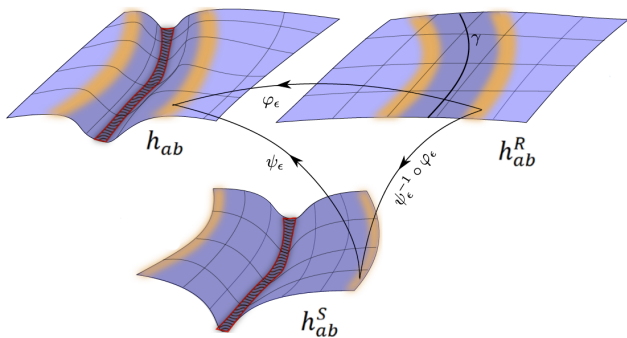 γ
φ_ϵ
h_{ab}
h^R_{ab}
ψ_ϵ
ψ_ϵ^{-1} ∘ φ_ϵ
h^S_{ab}